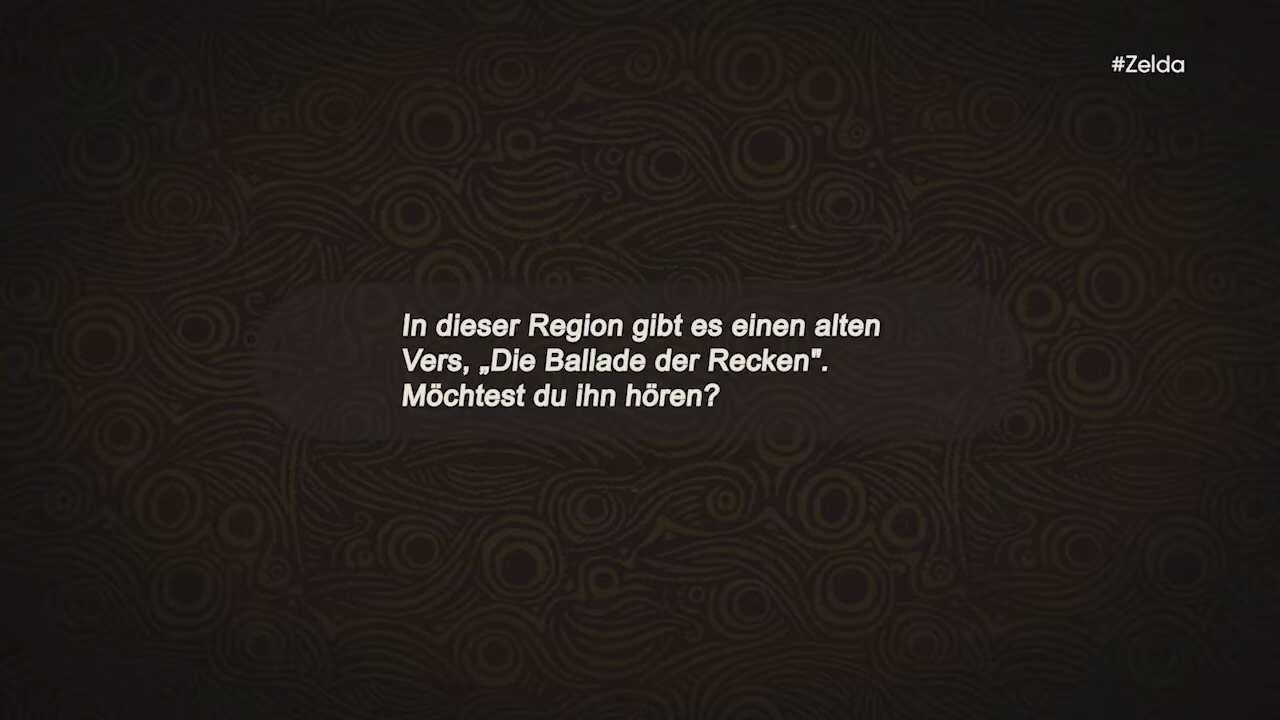 #Zelda
In dieser Region gibt es einen alten
Vers, „Die Ballade der Recken".
Möchtest du ihn hören?